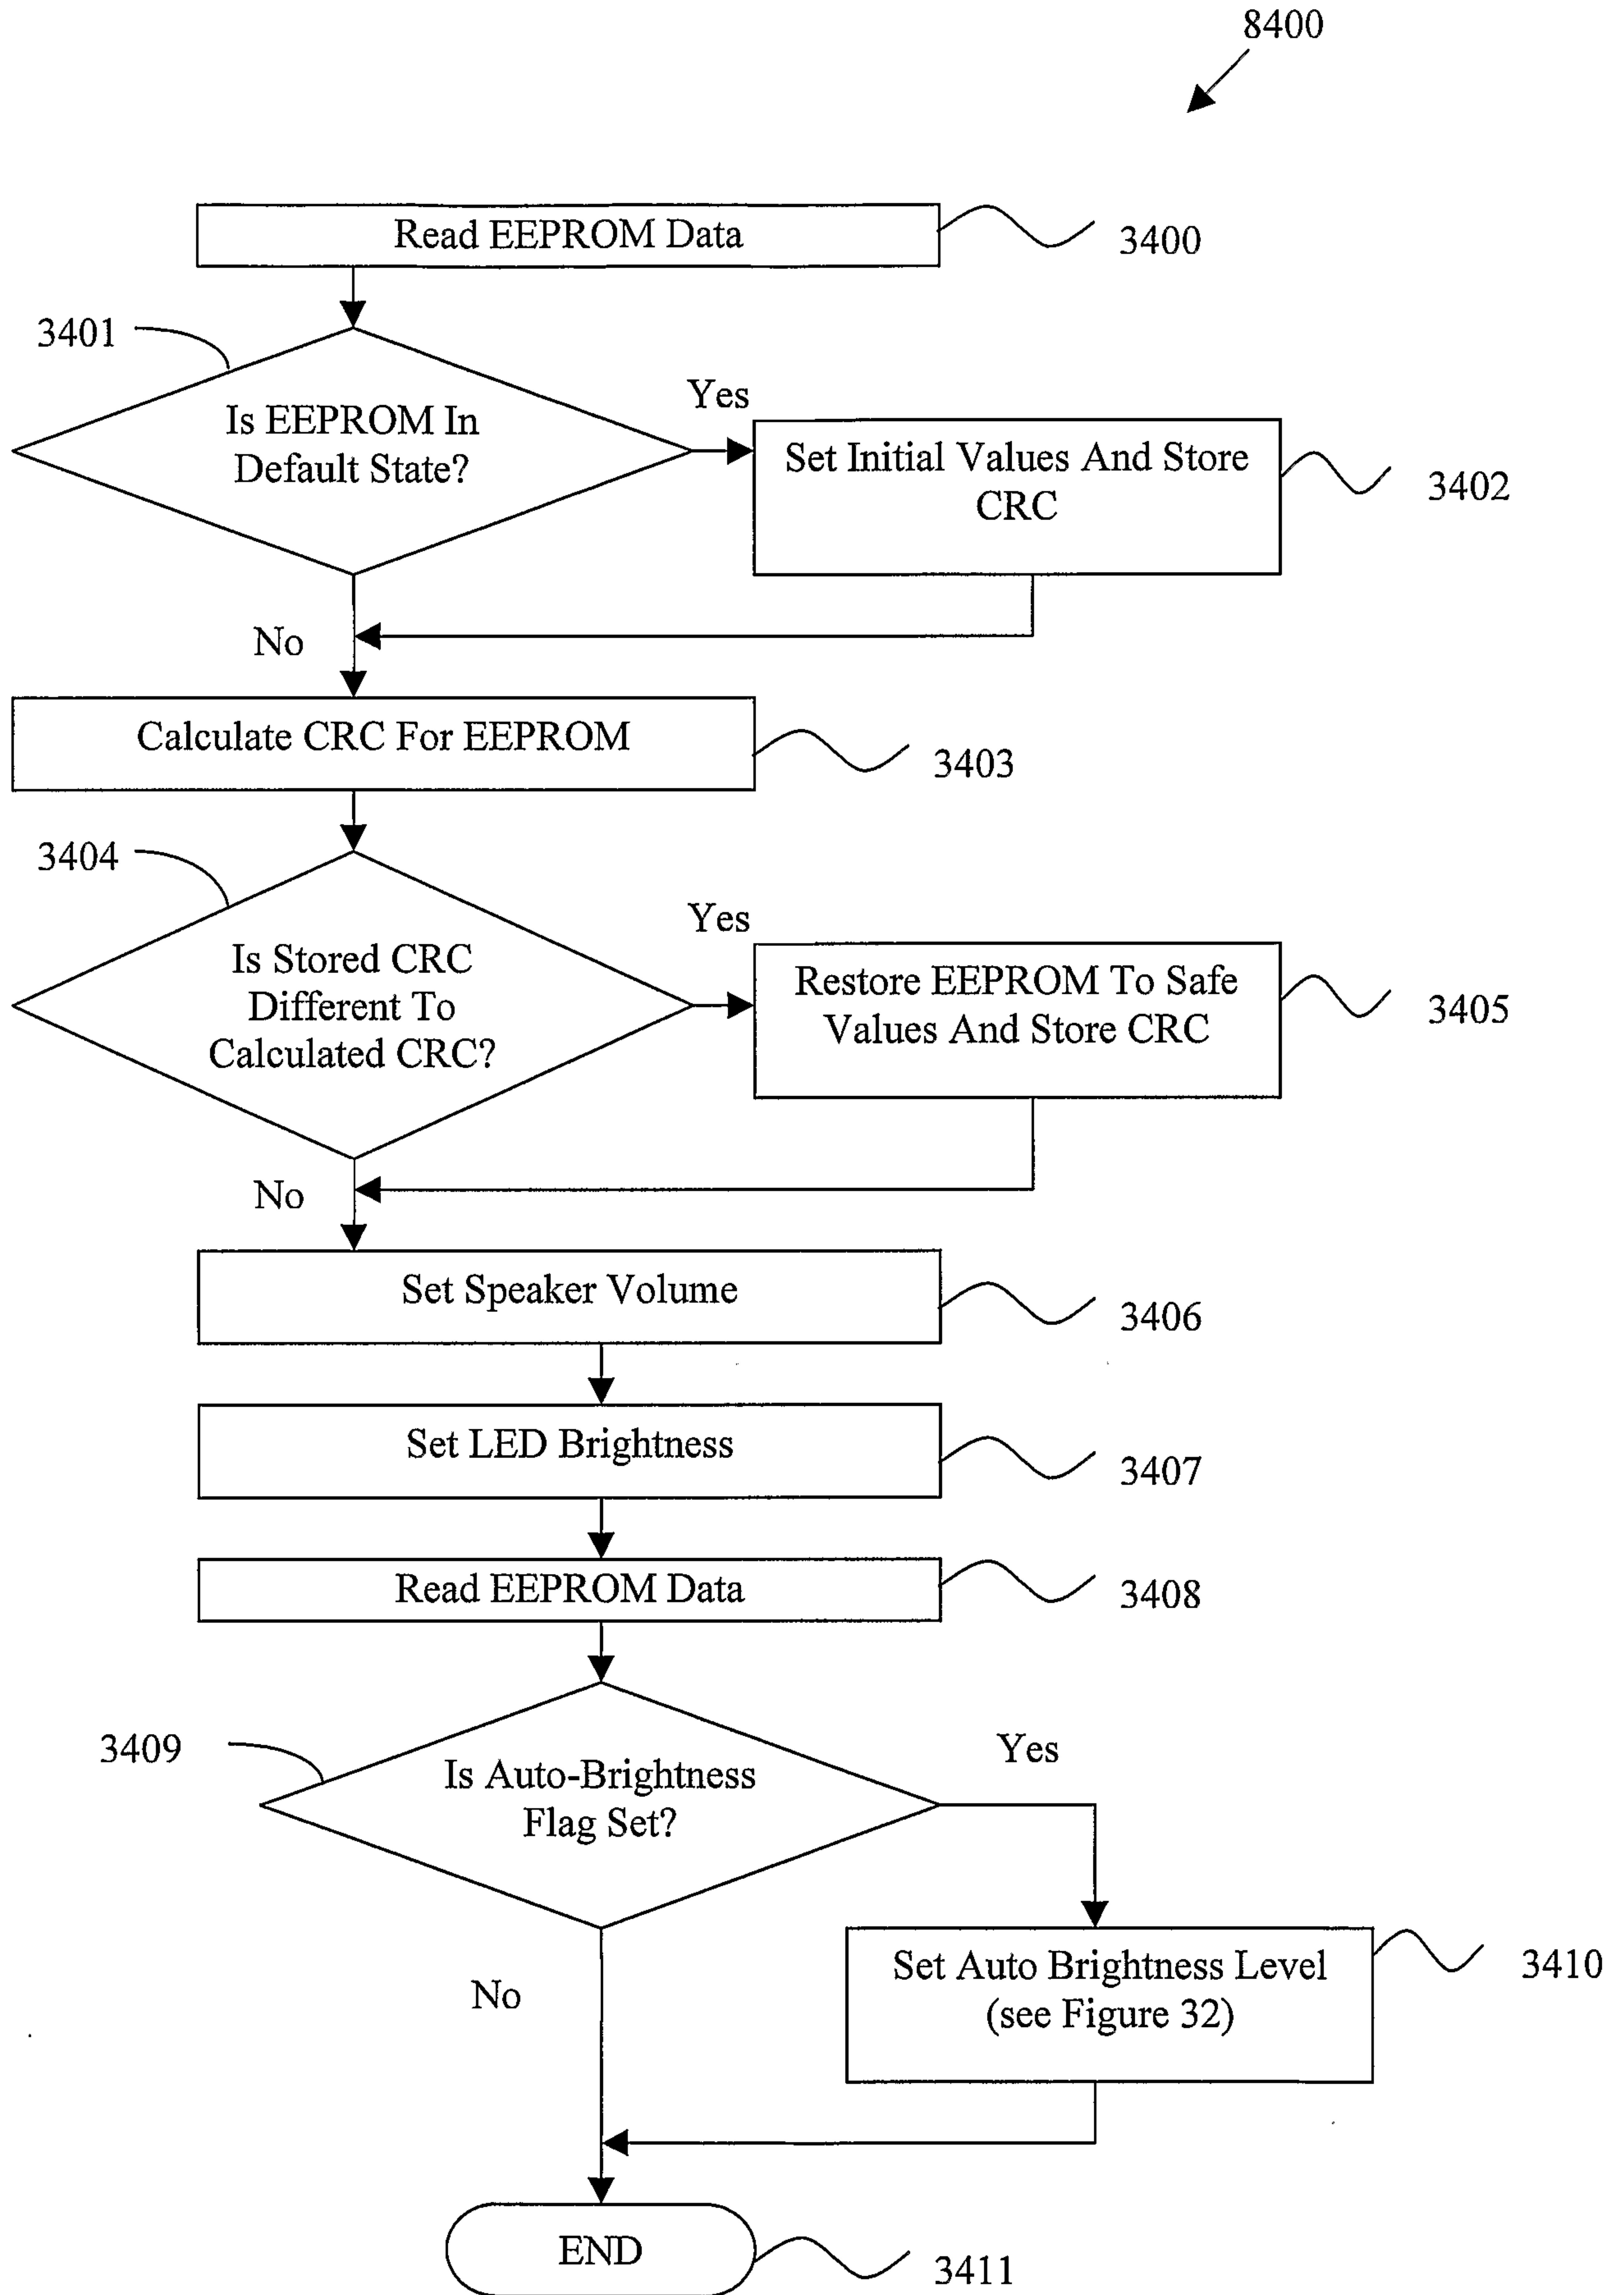 8400
Read EEPROM Data
3400
3401
Is EEPROM In
Default State?
Yes
Set Initial Values And Store
CRC
3402
No
Calculate CRC For EEPROM
3403
3404
Is Stored CRC
Different To
Calculated CRC?
Yes
Restore EEPROM To Safe
Values And Store CRC
3405
No
Set Speaker Volume
3406
Set LED Brightness
3407
Read EEPROM Data
3408
3409
Is Auto-Brightness
Flag Set?
Yes
Set Auto Brightness Level
(see Figure 32)
3410
No
END
3411